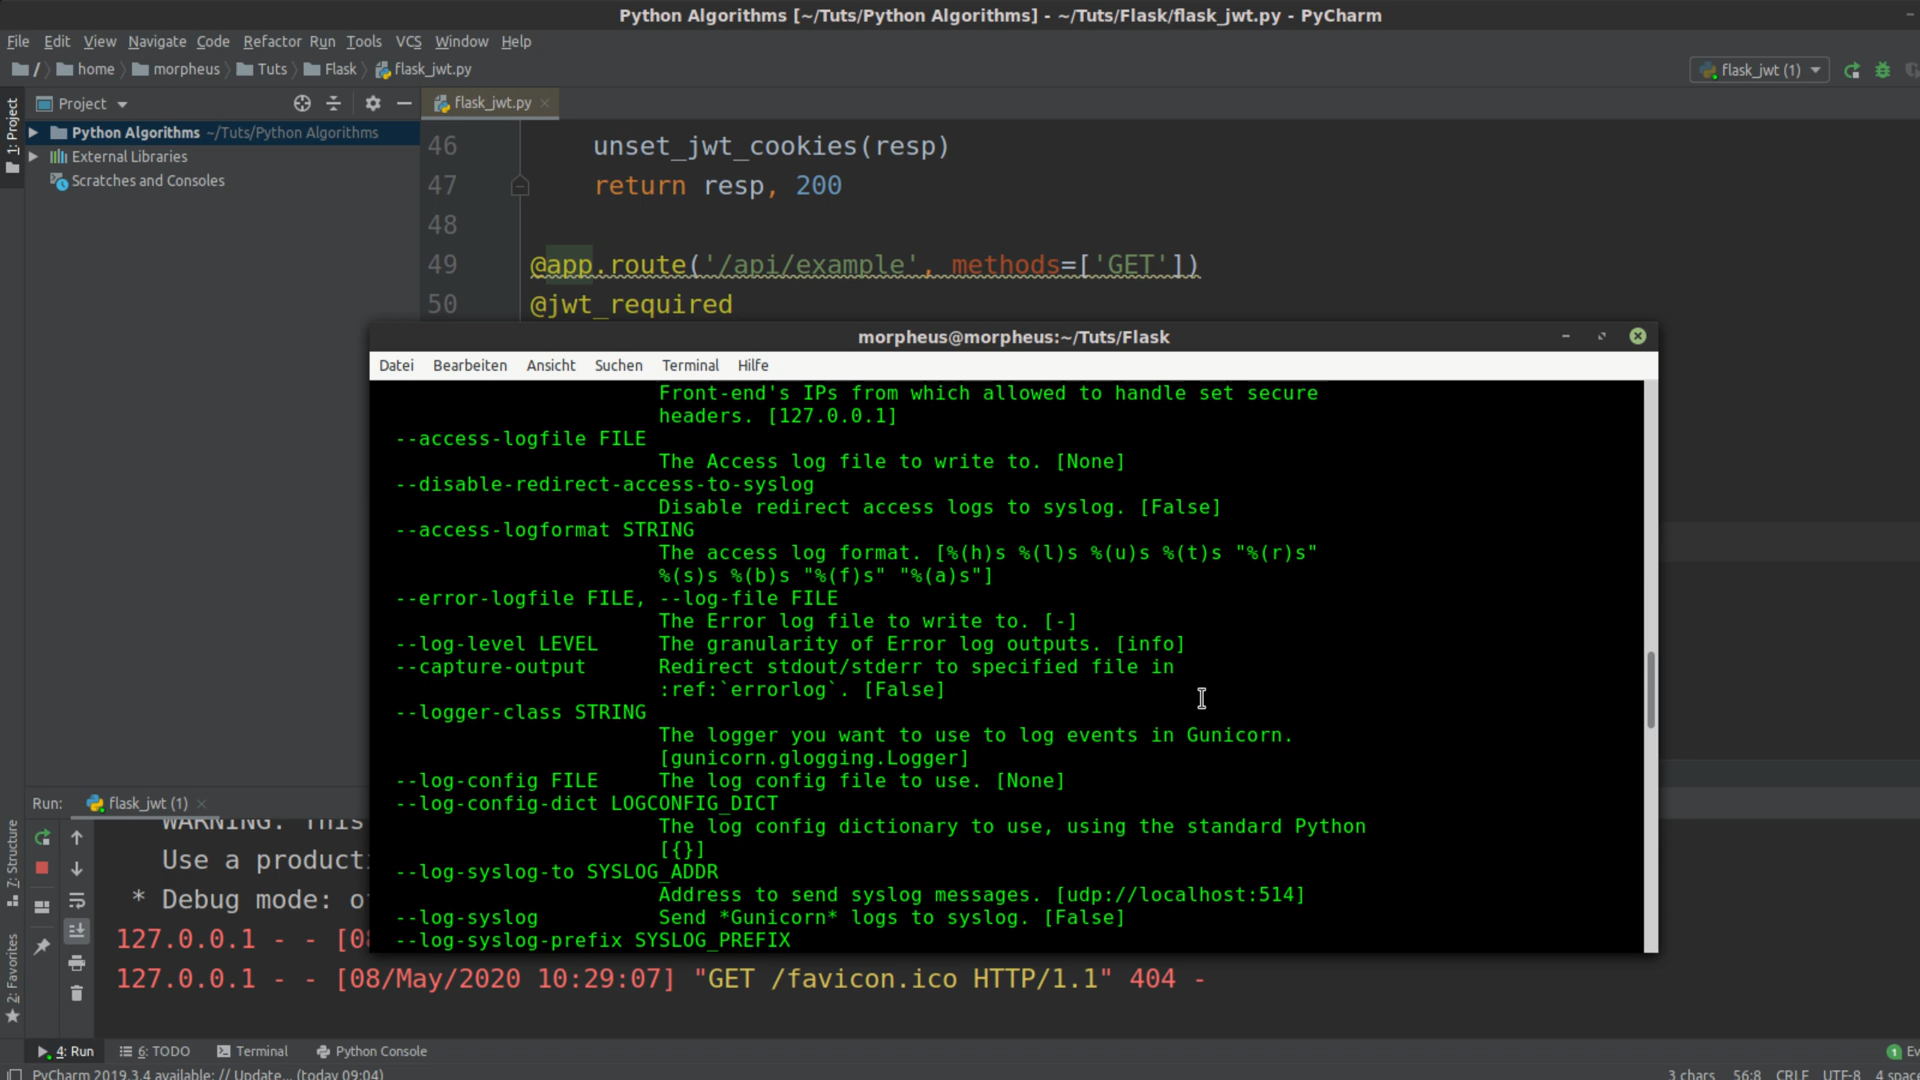 Python Algorithms [~/Tuts/Python Algorithms] - ~/Tuts/Flask/flask_jwt.py - PyCharm
File Edit View Navigate Code Refactor Run Tools VCS Window Help
/ home morpheus Tuts Flask flask_jwt.py
flask_jwt (1)
1: Project
Project
flask_jwt.py
Python Algorithms ~/Tuts/Python Algorithms
External Libraries
Scratches and Consoles
46 unset_jwt_cookies(resp)
47 return resp, 200
48
49 @app.route('/api/example', methods=['GET'])
50 @jwt_required
morpheus@morpheus:~/Tuts/Flask
Datei Bearbeiten Ansicht Suchen Terminal Hilfe
Front-end's IPs from which allowed to handle set secure
headers. [127.0.0.1]
--access-logfile FILE
The Access log file to write to. [None]
--disable-redirect-access-to-syslog
Disable redirect access logs to syslog. [False]
--access-logformat STRING
The access log format. [%(h)s %(l)s %(u)s %(t)s "%(r)s"
%(s)s %(b)s "%(f)s" "%(a)s"]
--error-logfile FILE, --log-file FILE
The Error log file to write to. [-]
--log-level LEVEL The granularity of Error log outputs. [info]
--capture-output Redirect stdout/stderr to specified file in
:ref:`errorlog`. [False]
--logger-class STRING
The logger you want to use to log events in Gunicorn.
[gunicorn.glogging.Logger]
--log-config FILE The log config file to use. [None]
--log-config-dict LOGCONFIG_DICT
The log config dictionary to use, using the standard Python
[{}]
--log-syslog-to SYSLOG_ADDR
Address to send syslog messages. [udp://localhost:514]
--log-syslog Send *Gunicorn* logs to syslog. [False]
--log-syslog-prefix SYSLOG_PREFIX
Run: flask_jwt (1)
WARNING: This
Use a product
* Debug mode: o
127.0.0.1 - - [0
127.0.0.1 - - [08/May/2020 10:29:07] "GET /favicon.ico HTTP/1.1" 404 -
7: Structure
2: Favorites
4: Run 6: TODO Terminal Python Console
1 Ev
PyCharm 2019.3.4 available: // Update... (today 09:04)
3 chars 56:8 CRLF UTF-8 4 space